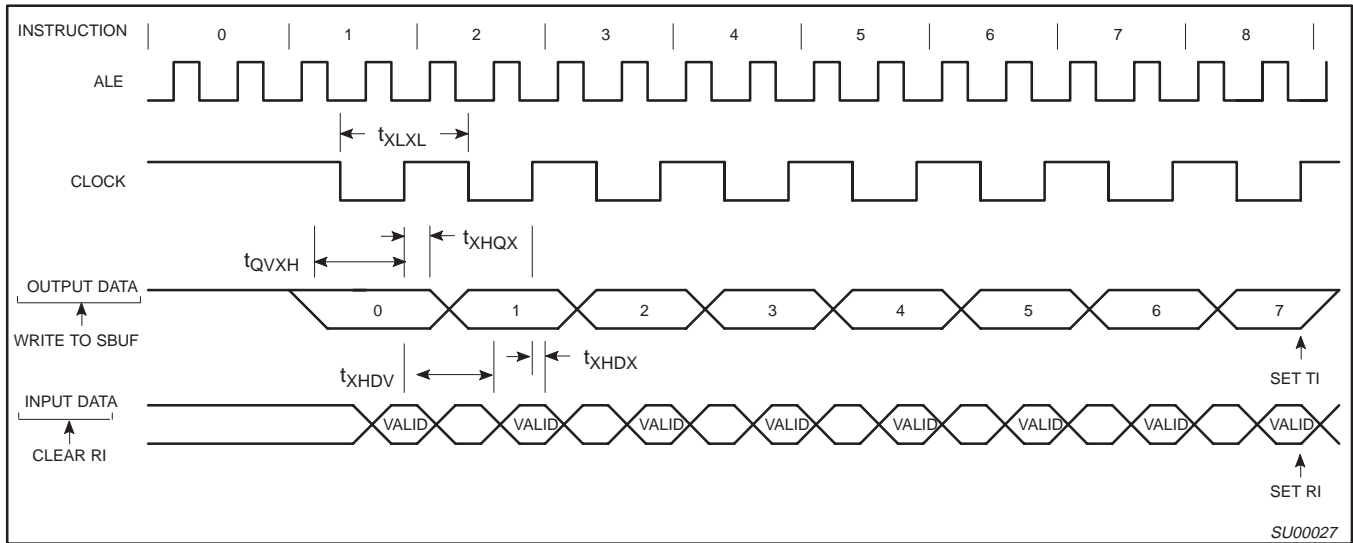 INSTRUCTION 0 1 2 3 4 5 6 7 8
ALE
tXLXL
CLOCK
tXHQX
tQVXH
OUTPUT DATA
0 1 2 3 4 5 6 7
WRITE TO SBUF
tXHDX
tXHDV
SET TI
INPUT DATA
VALID VALID VALID VALID VALID VALID VALID VALID
CLEAR RI
SET RI
SU00027